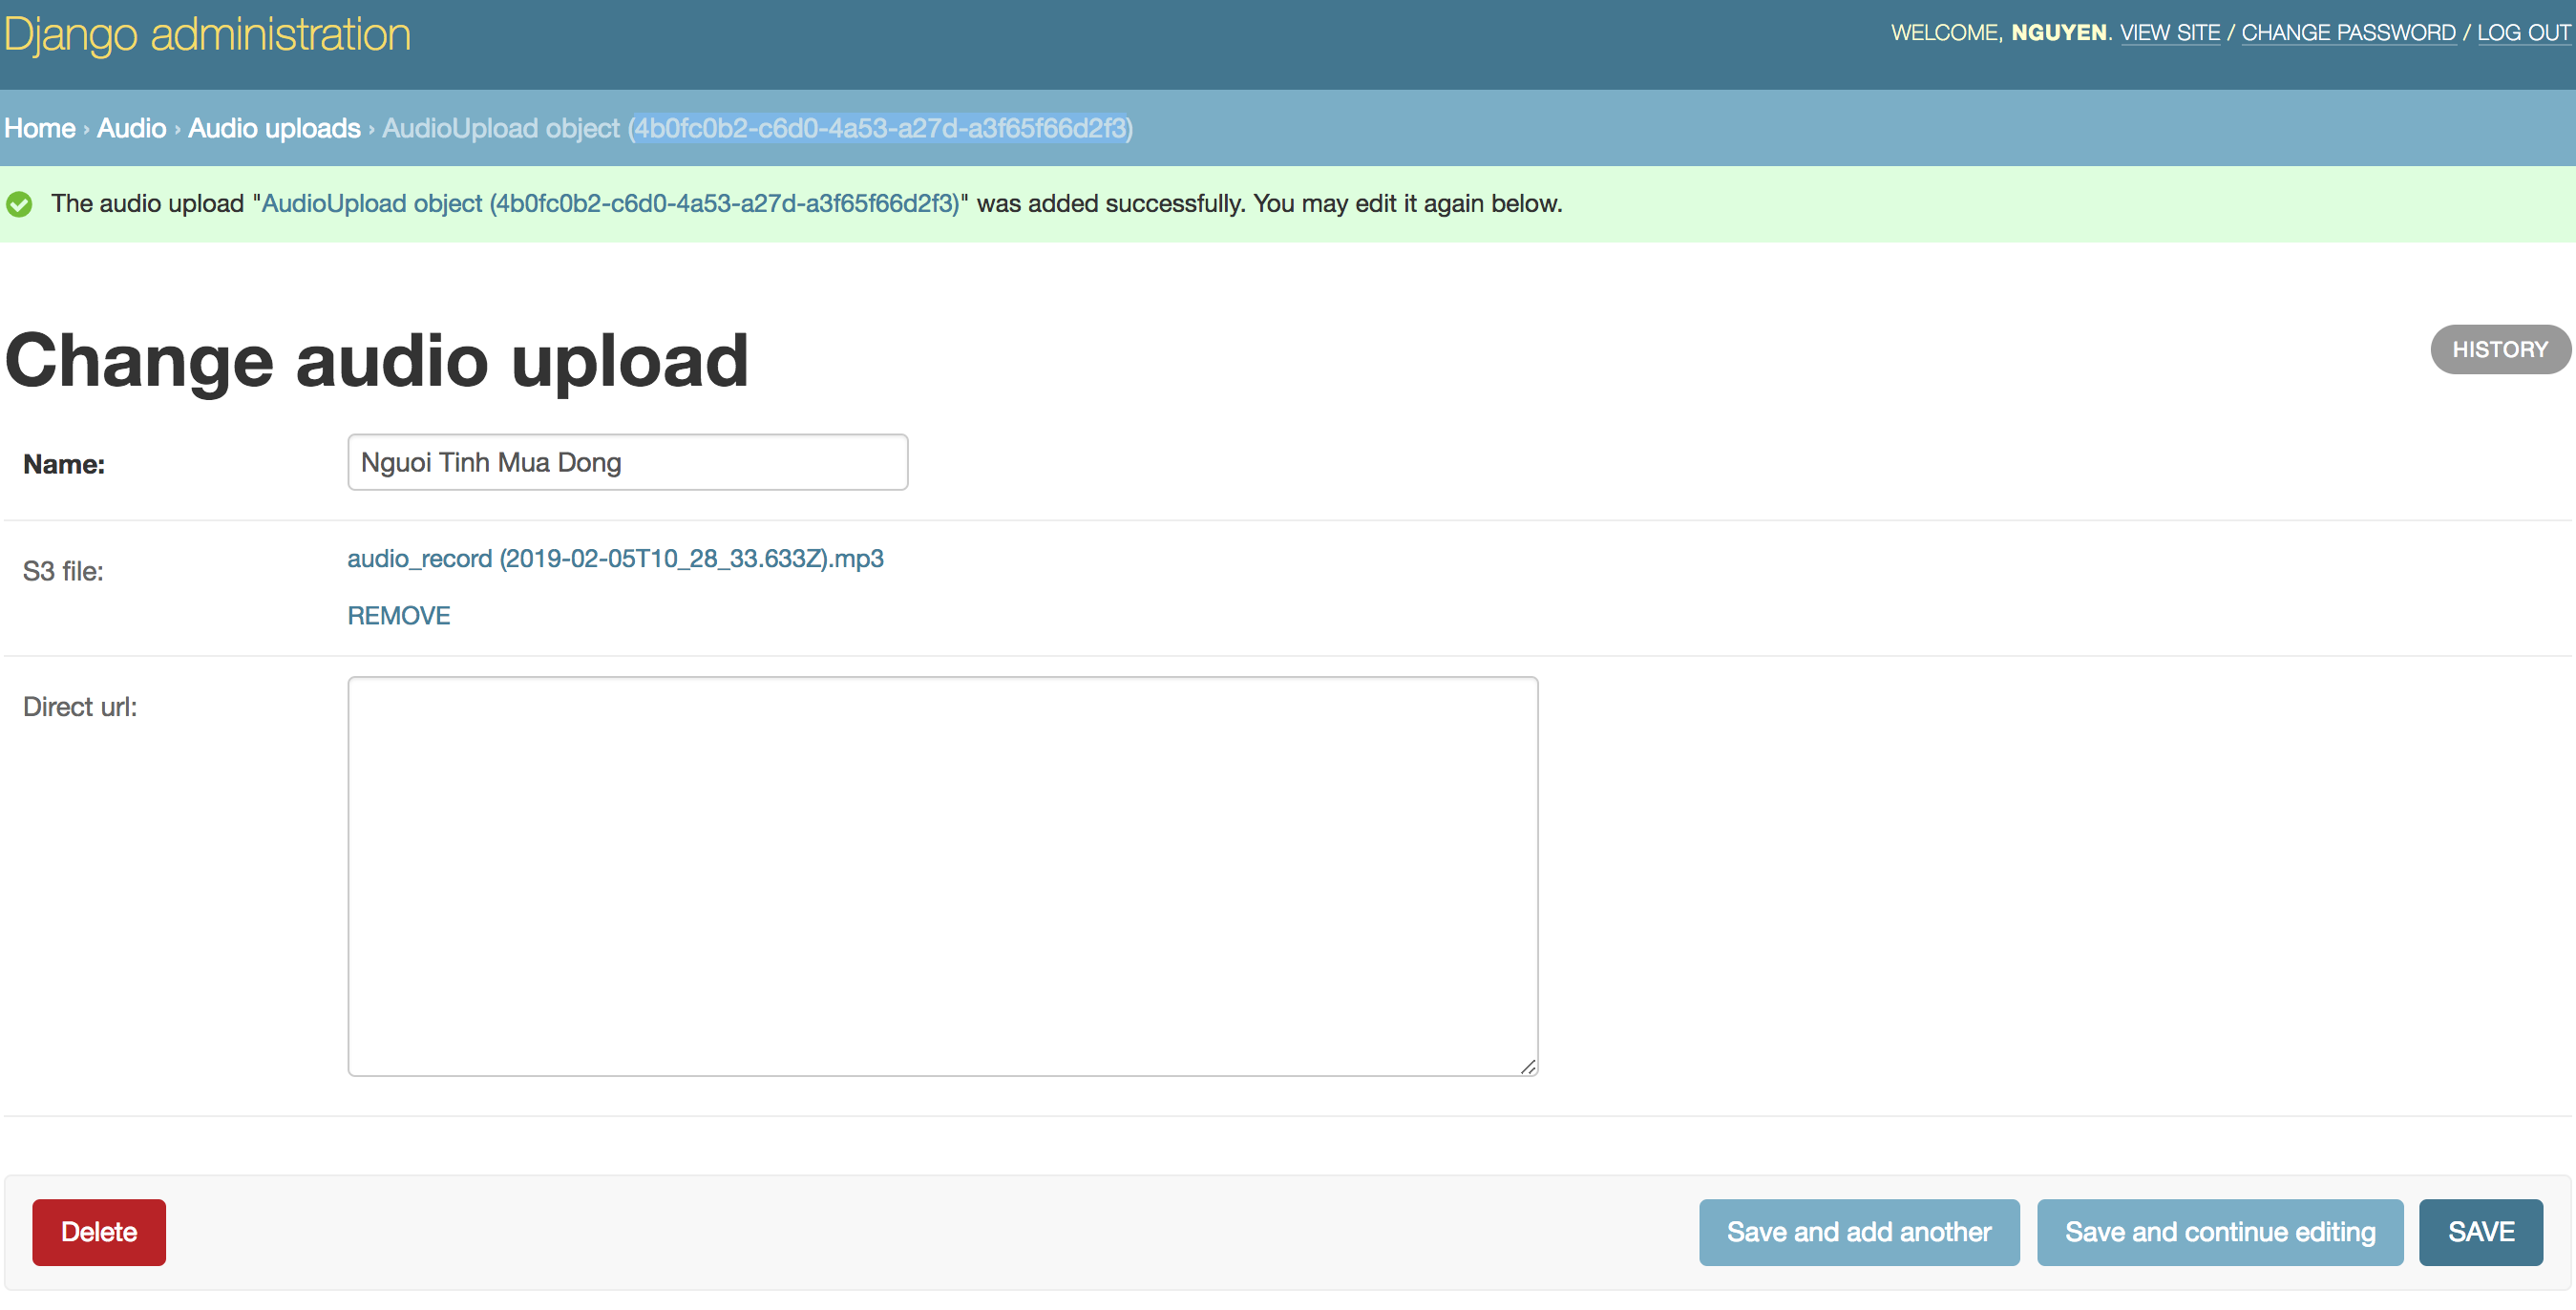 Django administration
WELCOME, NGUYEN. VIEW SITE / CHANGE PASSWORD / LOG OUT
Home › Audio › Audio uploads › AudioUpload object (4b0fc0b2-c6d0-4a53-a27d-a3f65f66d2f3)
The audio upload "AudioUpload object (4b0fc0b2-c6d0-4a53-a27d-a3f65f66d2f3)" was added successfully. You may edit it again below.
Change audio upload
HISTORY
Name: Nguoi Tinh Mua Dong
S3 file: audio_record (2019-02-05T10_28_33.633Z).mp3
REMOVE
Direct url:
Delete Save and add another Save and continue editing SAVE